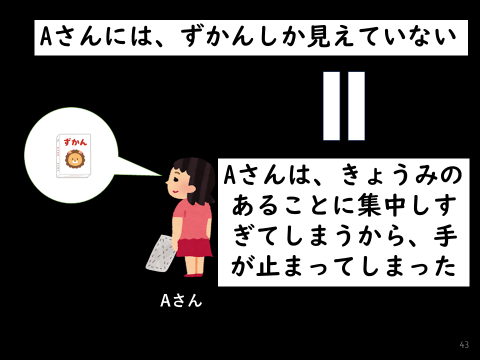 Aさんには、ずかんしか見えていない
ずかん
Aさんは、きょうみの
あることに集中しす
ぎてしまうから、手
が止まってしまった
Aさん
43